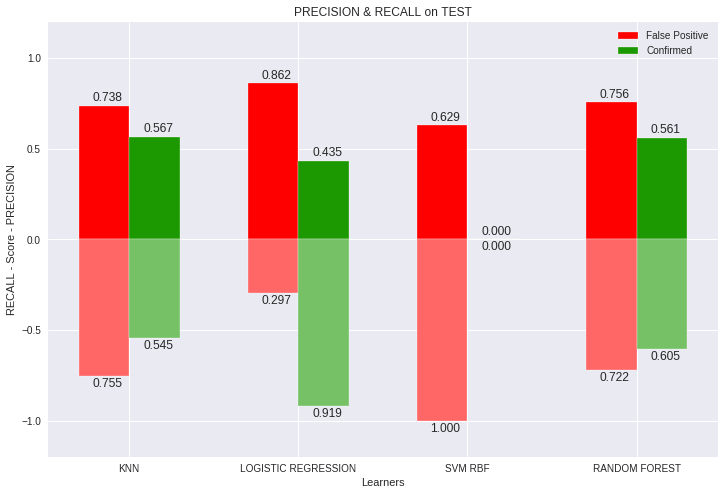 PRECISION & RECALL on TEST
False Positive
Confirmed
RECALL - Score - PRECISION
1.0
0.5
0.0
−0.5
−1.0
0.738
0.567
0.862
0.435
0.629
0.000
0.756
0.561
0.755
0.545
0.297
0.919
1.000
0.000
0.722
0.605
KNN
LOGISTIC REGRESSION
SVM RBF
RANDOM FOREST
Learners